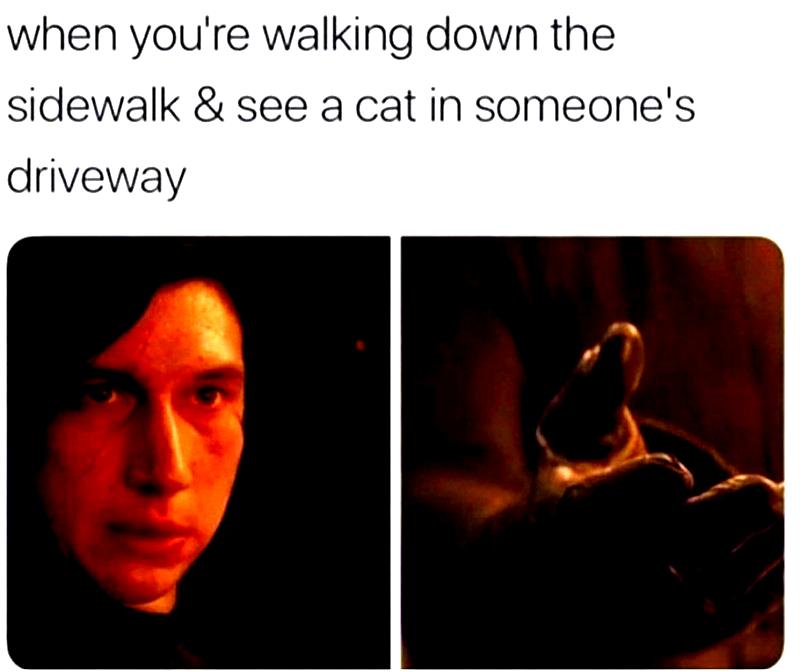 when you're walking down the
sidewalk & see a cat in someone's
driveway